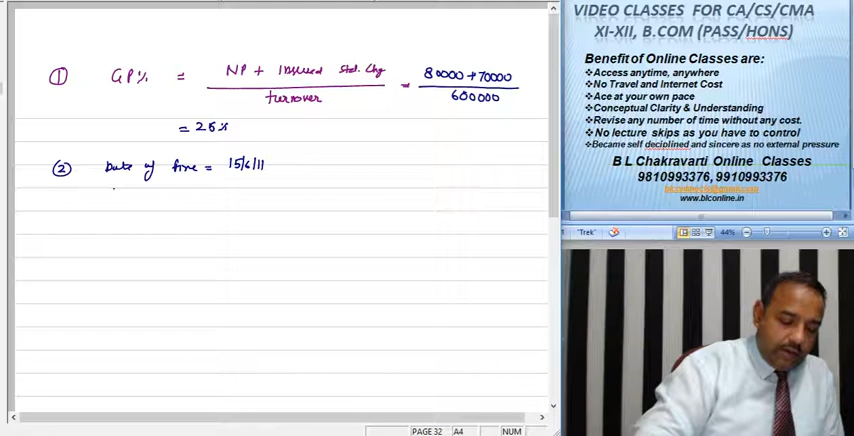 ① GP% = NP + Insured Std. Chg / turnover = 80000 + 70000 / 600000
= 25%
② Date of fire = 15/6/11
PAGE 32 A4 NUM
VIDEO CLASSES FOR CA/CS/CMA
XI-XII, B.COM (PASS/HONS)
Benefit of Online Classes are:
❖Access anytime, anywhere
❖No Travel and Internet Cost
❖Ace at your own pace
❖Conceptual Clarity & Understanding
❖Revise any number of time without any cost.
❖No lecture skips as you have to control
❖Became self deciplined and sincere as no external pressure
B L Chakravarti Online Classes
9810993376, 9910993376
www.blconline.in
"Trek" 44%